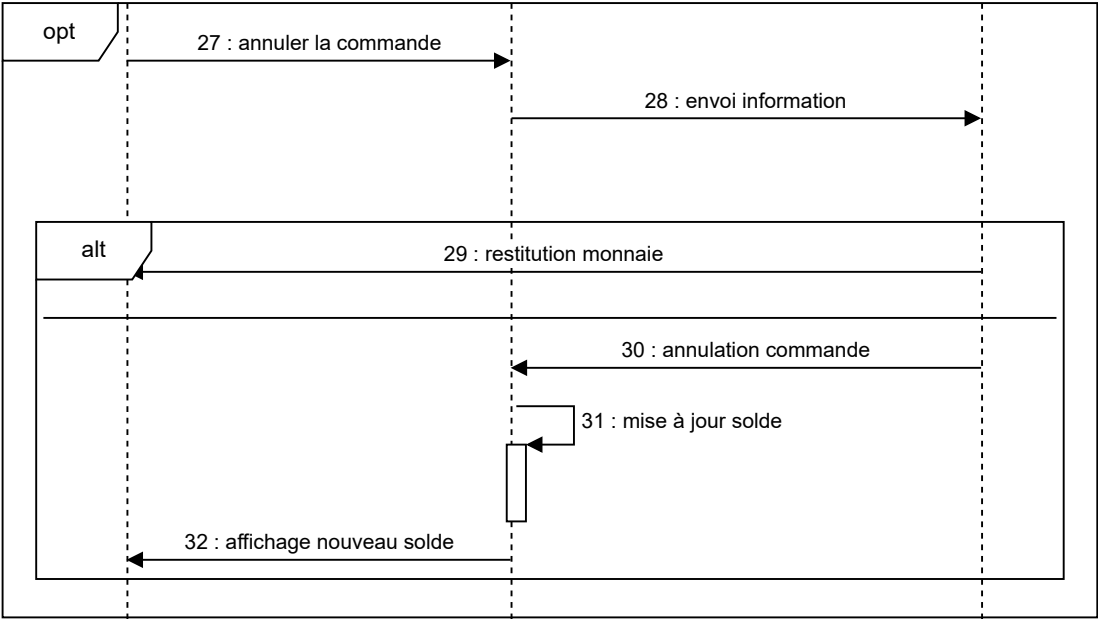 opt
27 : annuler la commande
28 : envoi information
alt
29 : restitution monnaie
30 : annulation commande
31 : mise à jour solde
32 : affichage nouveau solde